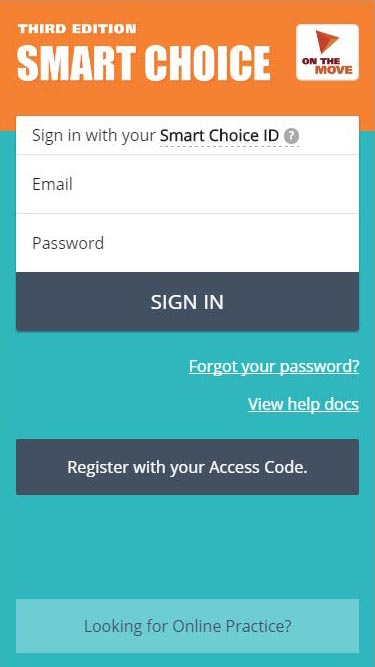 THIRD EDITION
SMART CHOICE
ON THE
MOVE
Sign in with your Smart Choice ID ?
Email
Password
SIGN IN
Forgot your password?
View help docs
Register with your Access Code.
Looking for Online Practice?